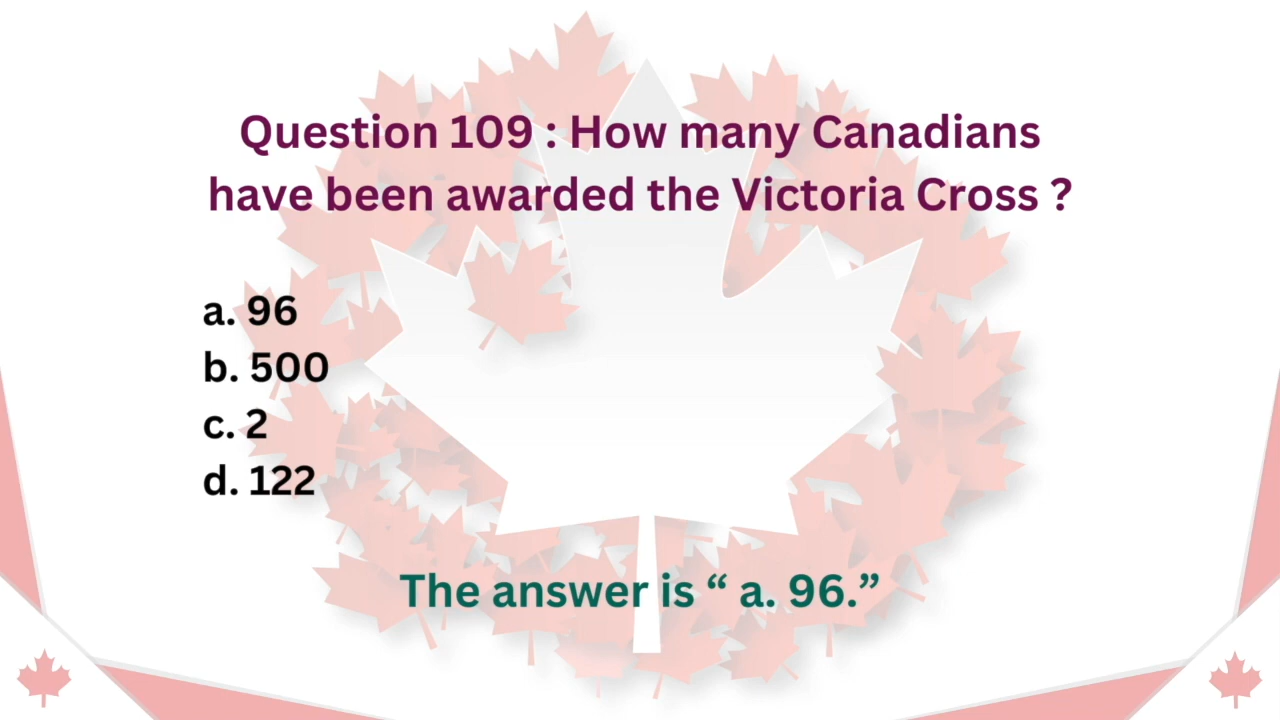 Question 109 : How many Canadians
have been awarded the Victoria Cross ?
a. 96
b. 500
c. 2
d. 122
The answer is “ a. 96.”